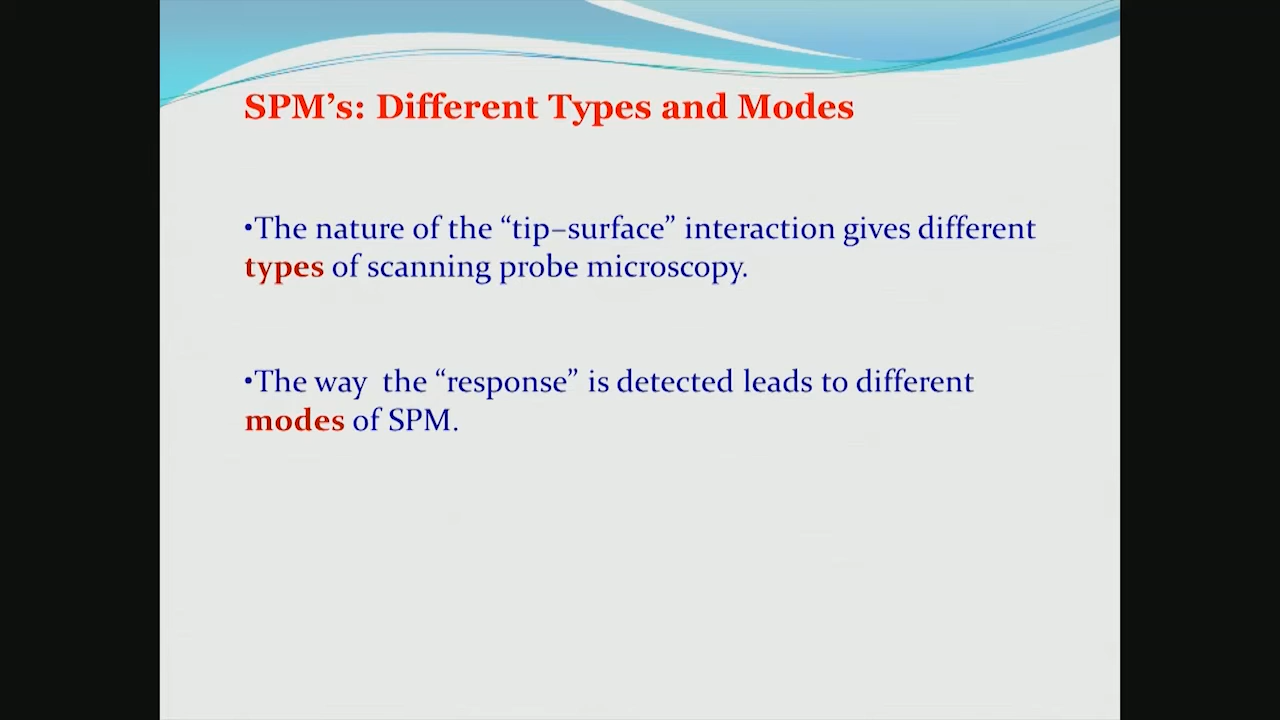 SPM’s: Different Types and Modes
•The nature of the “tip–surface” interaction gives different
types of scanning probe microscopy.
•The way  the “response” is detected leads to different
modes of SPM.